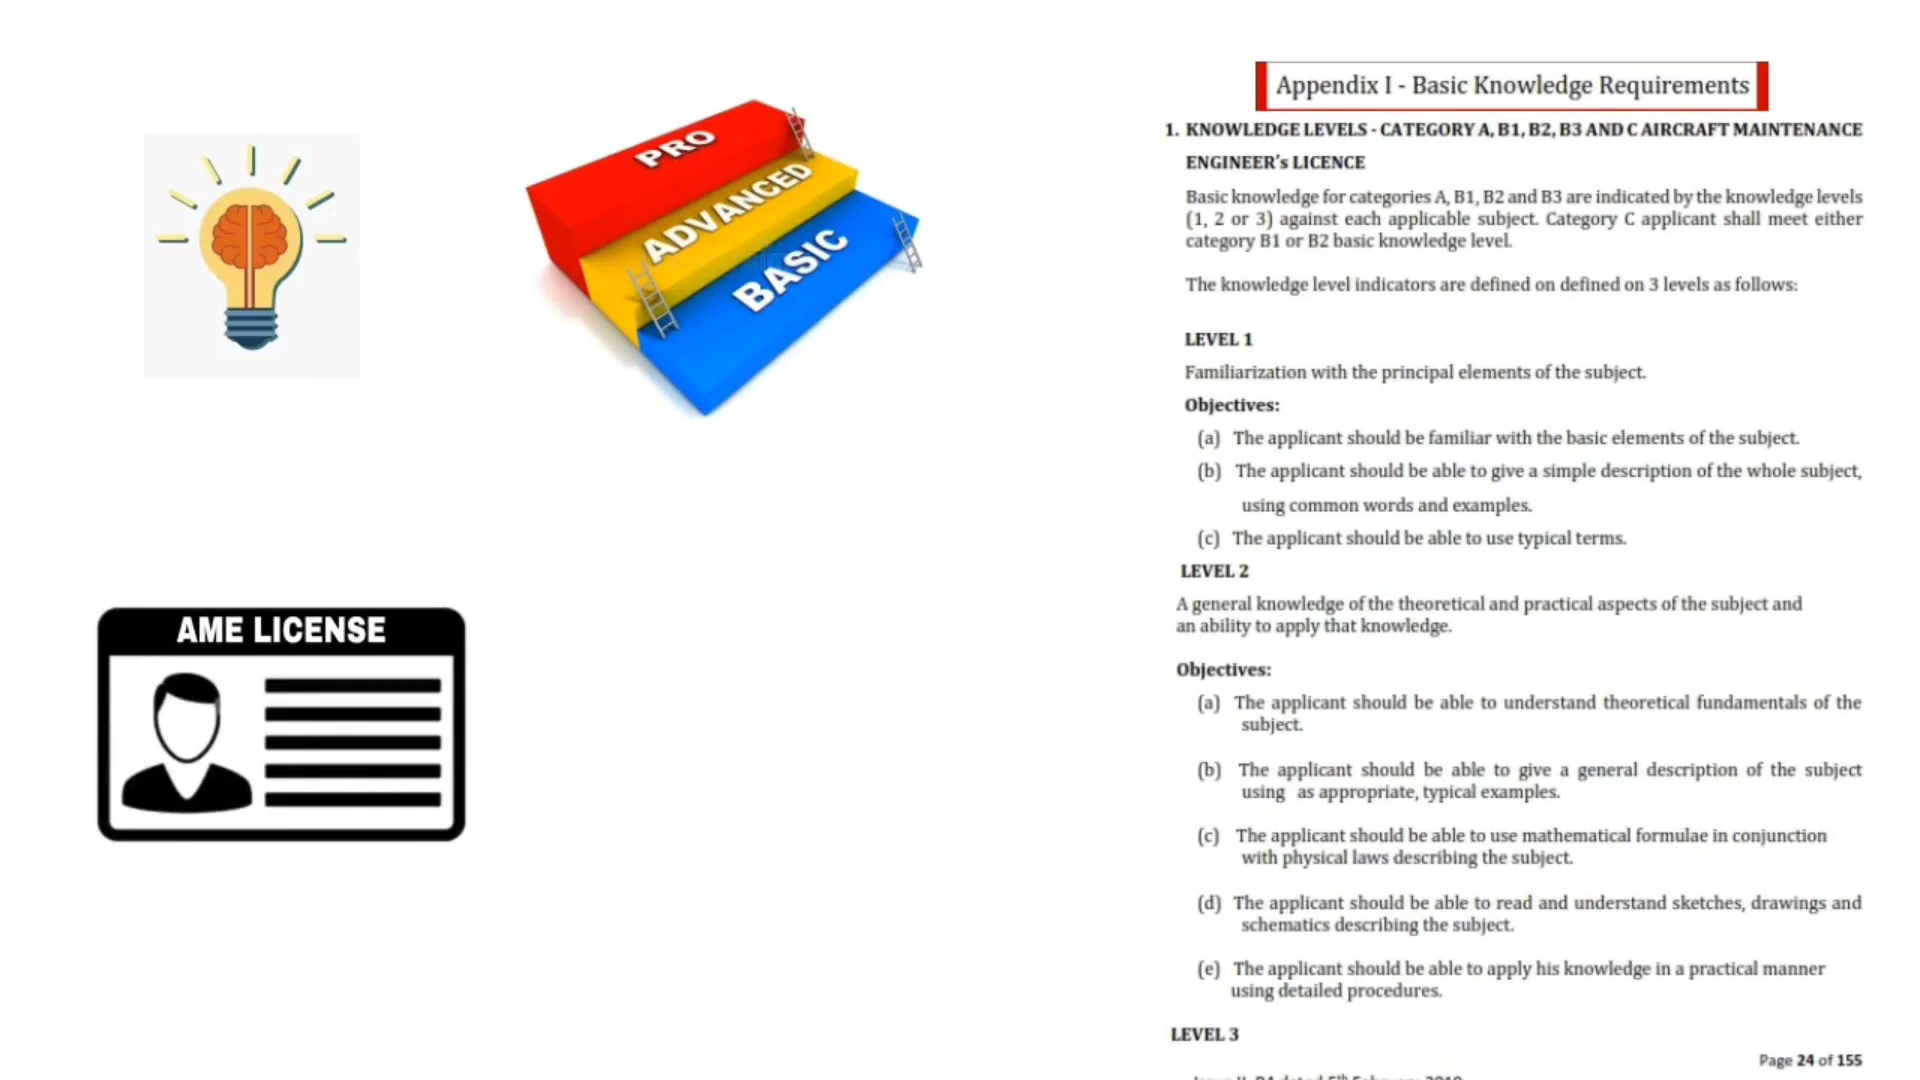 PRO
ADVANCED
BASIC
AME LICENSE
Appendix I - Basic Knowledge Requirements
1. KNOWLEDGE LEVELS - CATEGORY A, B1, B2, B3 AND C AIRCRAFT MAINTENANCE
ENGINEER's LICENCE
Basic knowledge for categories A, B1, B2 and B3 are indicated by the knowledge levels
(1, 2 or 3) against each applicable subject. Category C applicant shall meet either
category B1 or B2 basic knowledge level.
The knowledge level indicators are defined on defined on 3 levels as follows:
LEVEL 1
Familiarization with the principal elements of the subject.
Objectives:
(a) The applicant should be familiar with the basic elements of the subject.
(b) The applicant should be able to give a simple description of the whole subject,
using common words and examples.
(c) The applicant should be able to use typical terms.
LEVEL 2
A general knowledge of the theoretical and practical aspects of the subject and
an ability to apply that knowledge.
Objectives:
(a) The applicant should be able to understand theoretical fundamentals of the
subject.
(b) The applicant should be able to give a general description of the subject
using as appropriate, typical examples.
(c) The applicant should be able to use mathematical formulae in conjunction
with physical laws describing the subject.
(d) The applicant should be able to read and understand sketches, drawings and
schematics describing the subject.
(e) The applicant should be able to apply his knowledge in a practical manner
using detailed procedures.
LEVEL 3
Page 24 of 155